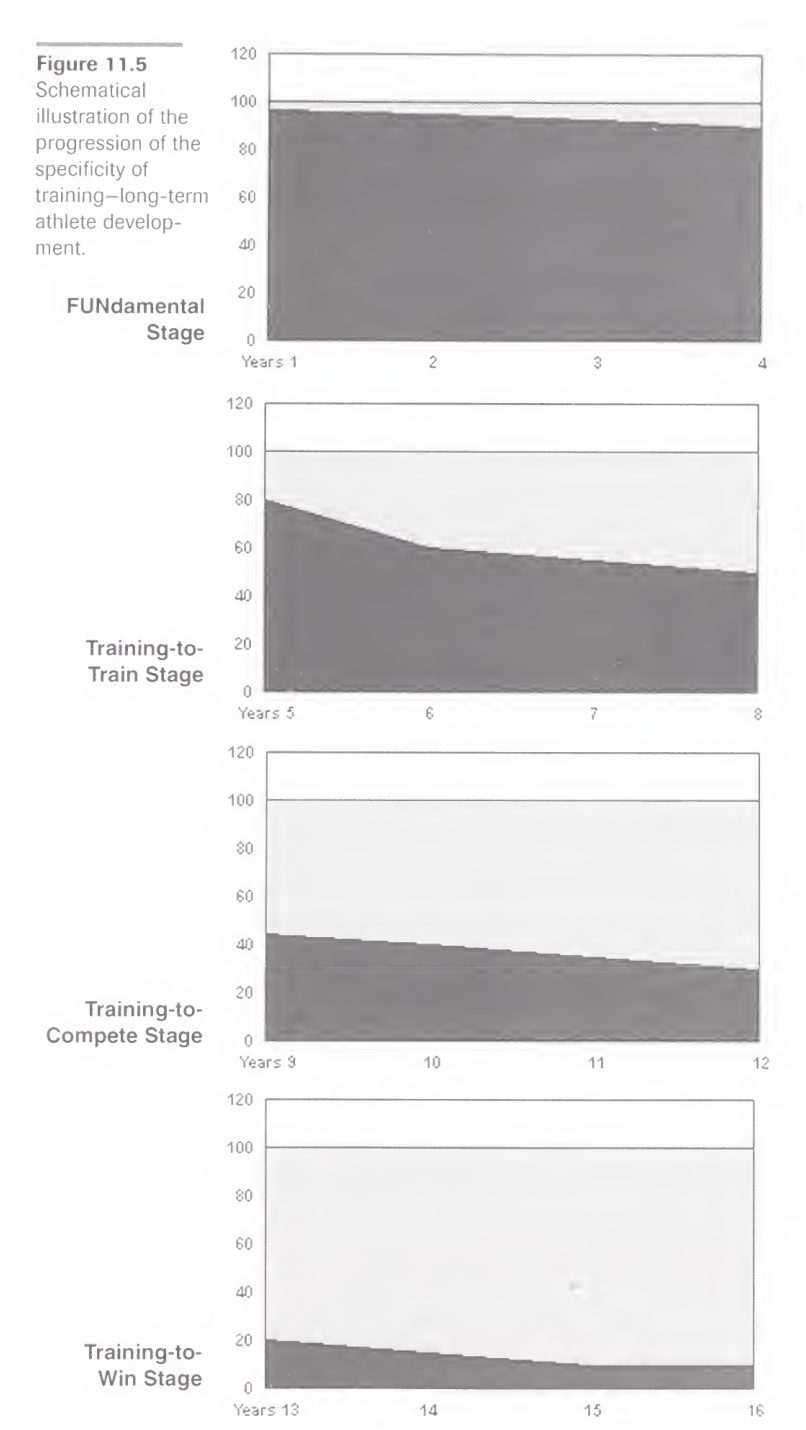 Figure 11.5
Schematical
illustration of the
progression of the
specificity of
training—long-term
athlete develop-
ment.
FUNdamental
Stage
120
100
80
60
40
20
0
Years 1 2 3 4
Training-to-
Train Stage
120
100
80
60
40
20
0
Years 5 6 7 8
Training-to-
Compete Stage
120
100
80
60
40
20
0
Years 9 10 11 12
Training-to-
Win Stage
120
100
80
60
40
20
0
Years 13 14 15 16